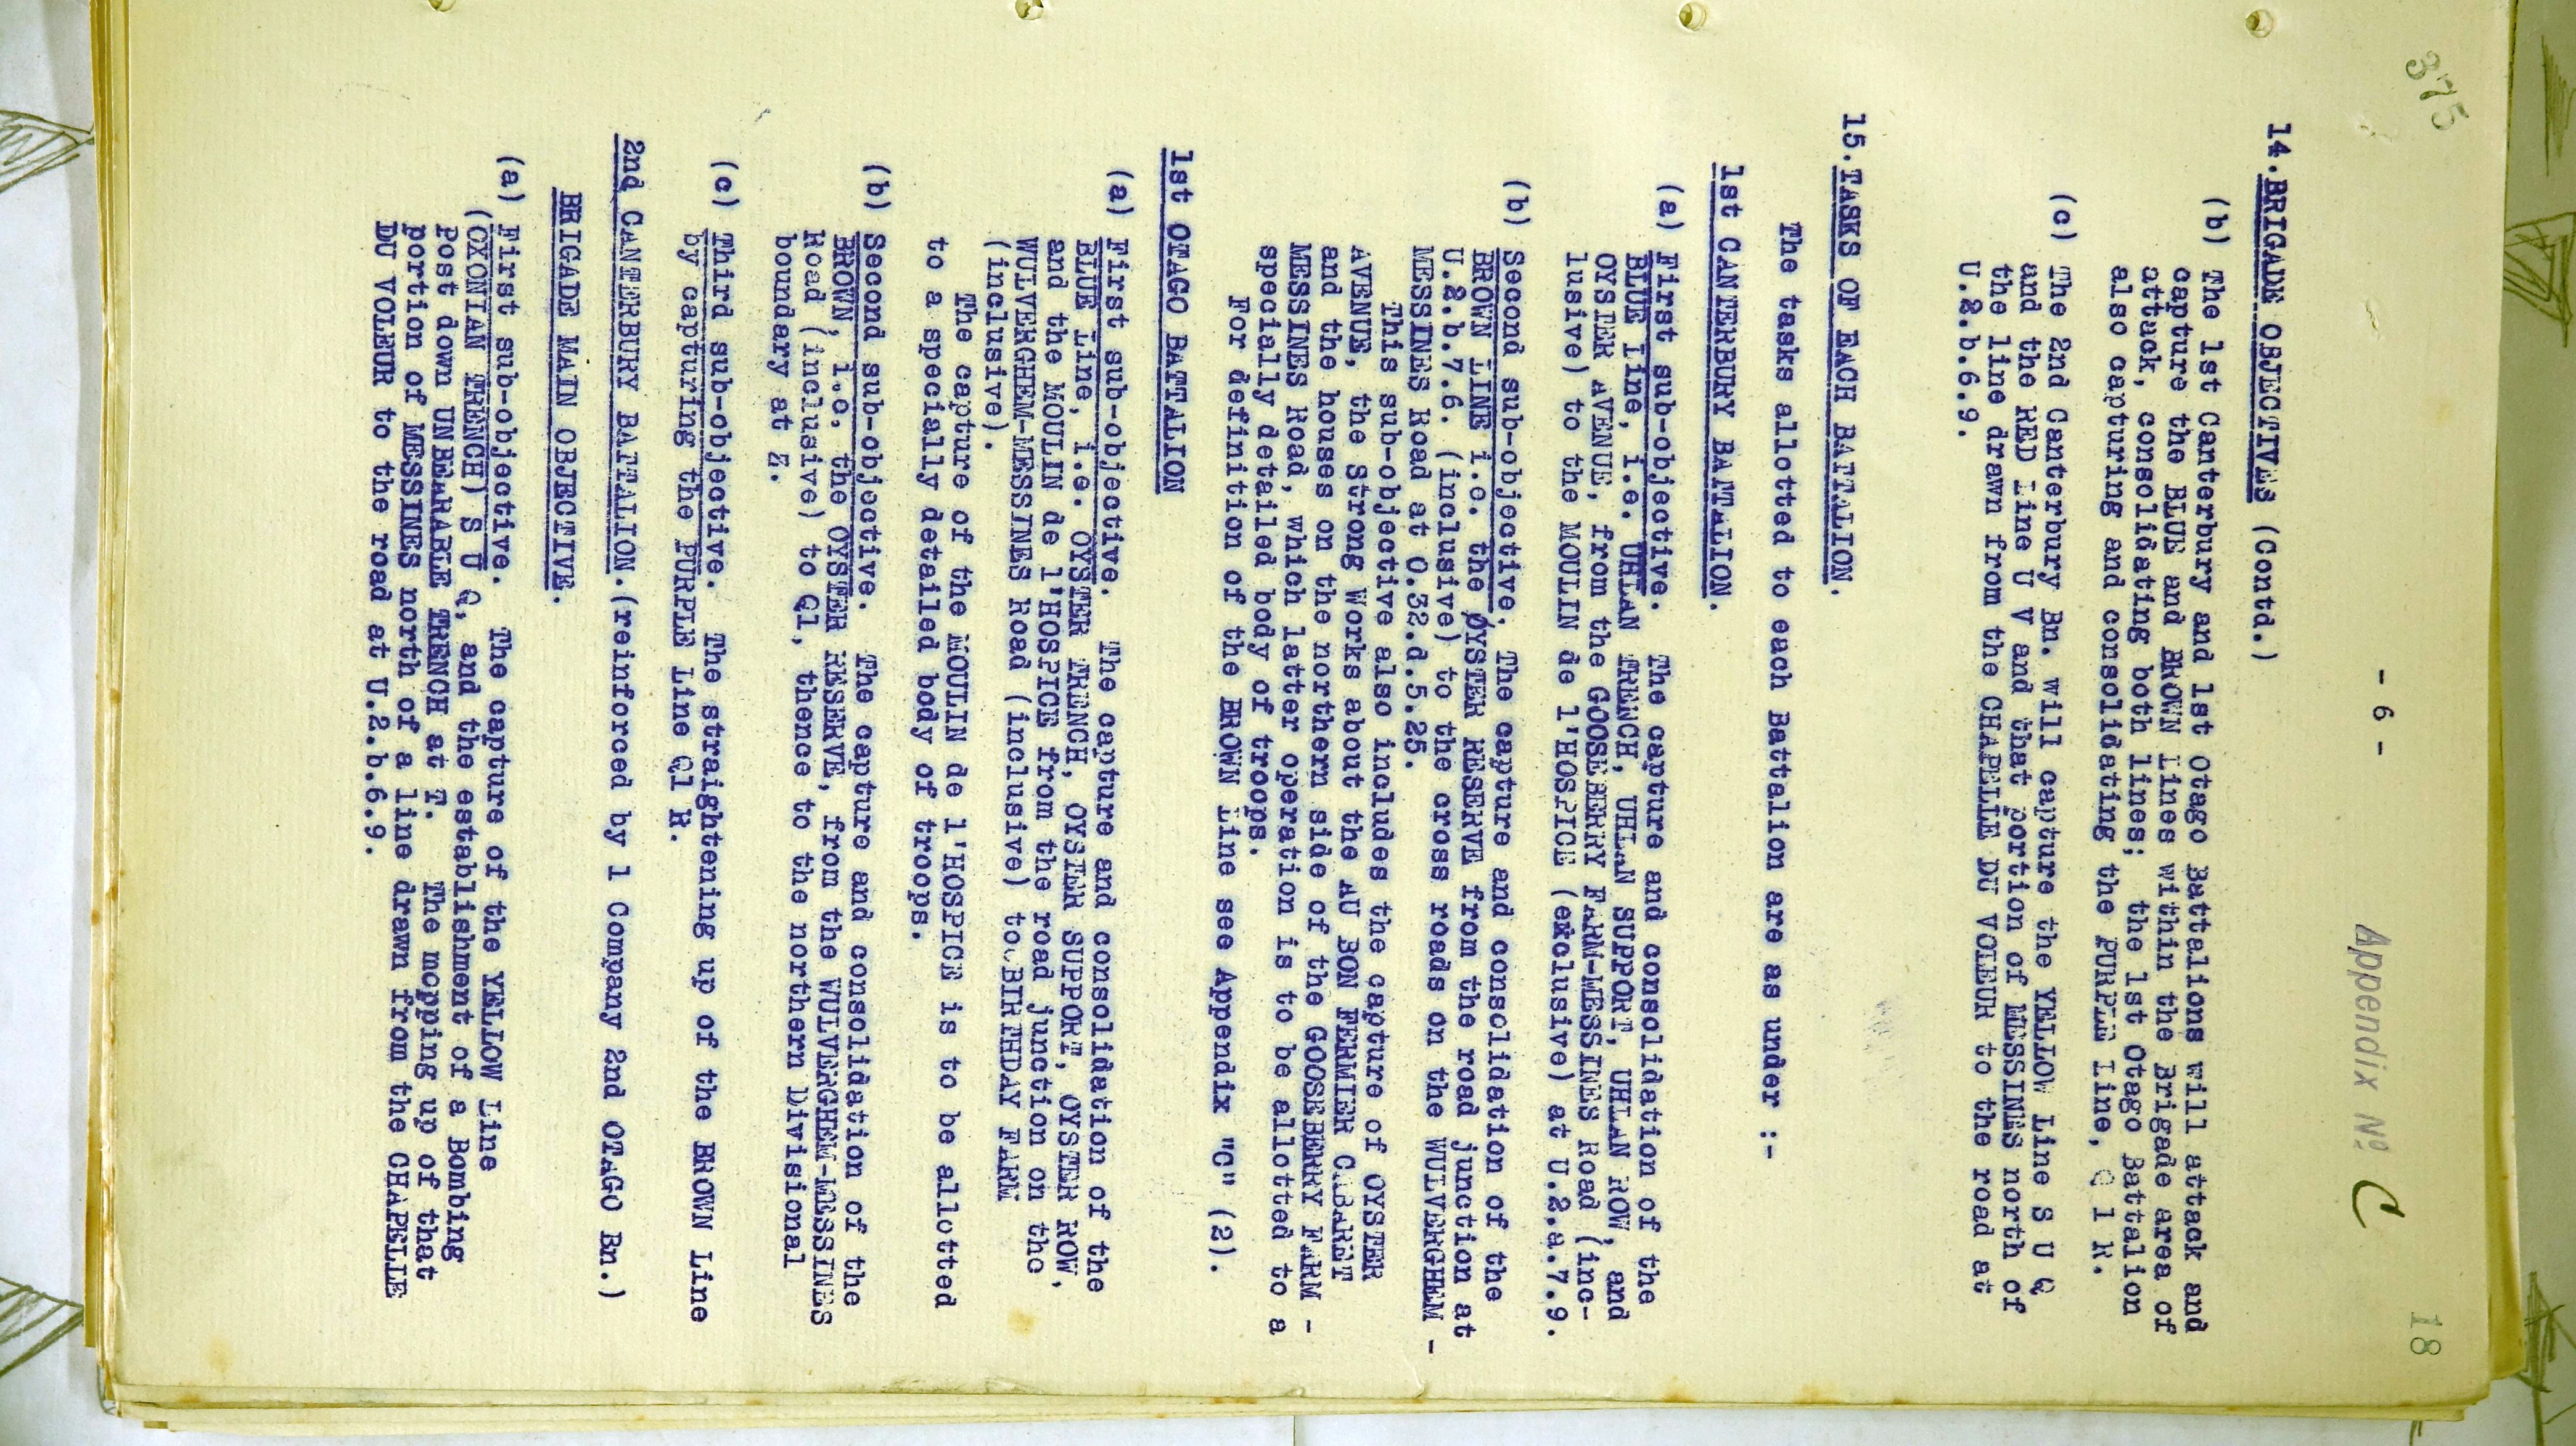 375
- 6 -
Appendix No C
18
14. BRIGADE OBJECTIVES (Contd.)
(b) The 1st Canterbury and 1st Otago Battalions will attack and
capture the BLUE and BROWN Lines within the Brigade area of
attack, consolidating both lines; the 1st Otago Battalion
also capturing and consolidating the PURPLE Line, Q 1 R.
(c) The 2nd Canterbury Bn. will capture the YELLOW Line S U Q
and the RED Line U V and that portion of MESSINES north of
the line drawn from the CHAPELLE DU VOLEUR to the road at
U.2.b.6.9.
15. TASKS OF EACH BATTALION.
The tasks allotted to each Battalion are as under :-
1st CANTERBURY BATTALION.
(a) First sub-objective. The capture and consolidation of the
BLUE Line, i.e. UHLAN TRENCH, UHLAN SUPPORT, UHLAN ROW, and
OYSTER AVENUE, from the GOOSEBERRY FARM-MESSINES Road (inc-
lusive) to the MOULIN de l'HOSPICE (exclusive) at U.2.a.7.9.
(b) Second sub-objective. The capture and consolidation of the
BROWN LINE i.e. the OYSTER RESERVE from the road junction at
U.2.b.7.6. (inclusive) to the cross roads on the WULVERGHEM -
MESSINES Road at O.32.d.5.25.
This sub-objective also includes the capture of OYSTER
AVENUE, the Strong Works about the AU BON FERMIER CABARET
and the houses on the northern side of the GOOSEBERRY FARM -
MESSINES Road, which latter operation is to be allotted to a
specially detailed body of troops.
For definition of the BROWN Line see Appendix "C" (2).
1st OTAGO BATTALION
(a) First sub-objective. The capture and consolidation of the
BLUE Line, i.e. OYSTER TRENCH, OYSTER SUPPORT, OYSTER ROW,
and the MOULIN de l'HOSPICE from the road junction on the
WULVERGHEM-MESSINES Road (inclusive) to BIRTHDAY FARM
(inclusive).
The capture of the MOULIN de l'HOSPICE is to be allotted
to a specially detailed body of troops.
(b) Second sub-objective. The capture and consolidation of the
BROWN, i.e. the OYSTER RESERVE, from the WULVERGHEM-MESSINES
Road (inclusive) to Q1, thence to the northern Divisional
boundary at Z.
(c) Third sub-objective. The straightening up of the BROWN Line
by capturing the PURPLE Line Q1 R.
2nd CANTERBURY BATTALION. (reinforced by 1 Company 2nd OTAGO Bn.)
BRIGADE MAIN OBJECTIVE.
(a) First sub-objective. The capture of the YELLOW Line
(OXONIAN TRENCH) S U Q, and the establishment of a Bombing
Post down UNBEARABLE TRENCH at T. The mopping up of that
portion of MESSINES north of a line drawn from the CHAPELLE
DU VOLEUR to the road at U.2.b.6.9.